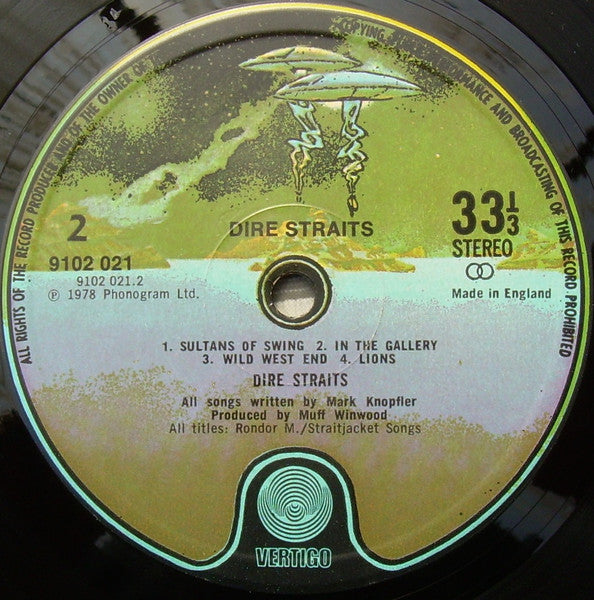 ALL RIGHTS OF THE RECORD PRODUCER AND OF THE OWNER OF
COPYING, PUBLIC PERFORMANCE AND BROADCASTING OF THIS RECORD PROHIBITED
DIRE STRAITS
2
33⅓
STEREO
9102 021
9102 021.2
℗ 1978 Phonogram Ltd.
Made in England
1. SULTANS OF SWING 2. IN THE GALLERY
3. WILD WEST END 4. LIONS
DIRE STRAITS
All songs written by Mark Knopfler
Produced by Muff Winwood
All titles: Rondor M./Straitjacket Songs
VERTIGO